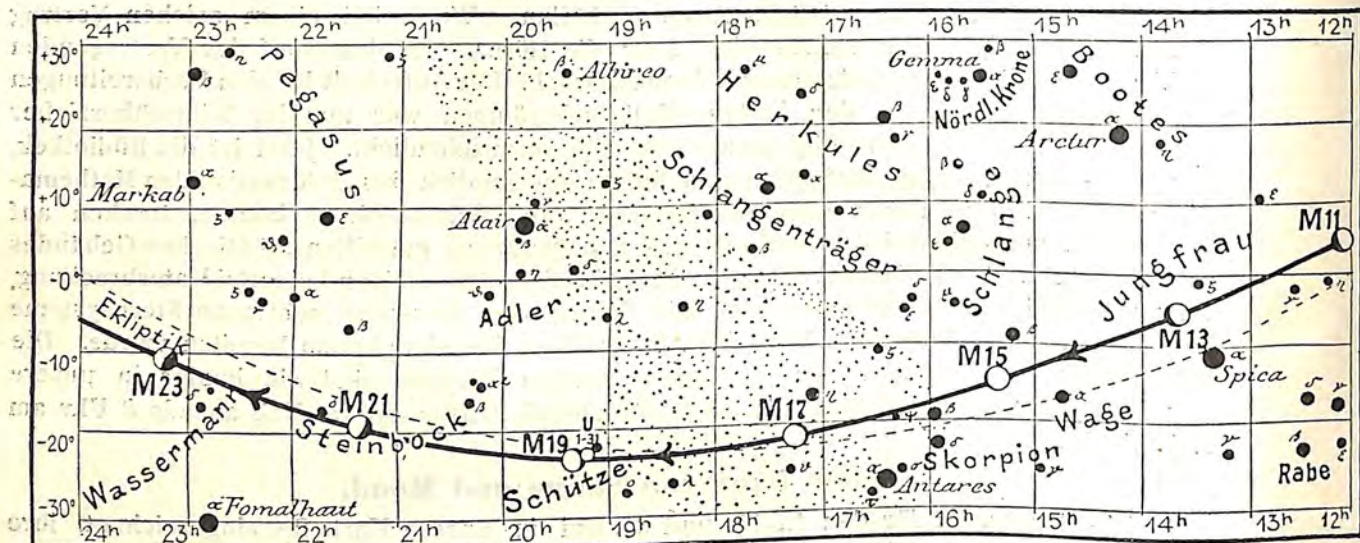 24h 23h 22h 21h 20h 19h 18h 17h 16h 15h 14h 13h 12h
+30° β η Pegasus ζ β Albireo Herkules μ Gemma β α ε Bootes
ε δ γ Nördl. Krone
+20° δ β γ Arctur α η
Markab α Schlangenträger α κ β
+10° ζ ε ζ γ Atair α κ δ α ε M11
ϑ β β ε Schlange Jungfrau
±0° η δ μ ζ γ η
ζ α ϑ Adler η δ ε
β λ β M13
Ekliptik ζ M15 α Spica
−10° M23 α² β η M17 α Wage δ γ
Wassermann δ δ M21 Steinbock U 1-31 ψ β
−20° M19 ν δ Skorpion β ε
Schütze σ λ α σ Antares γ γ Rabe
−30° α Fomalhaut τ
24h 23h 22h 21h 20h 19h 18h 17h 16h 15h 14h 13h 12h